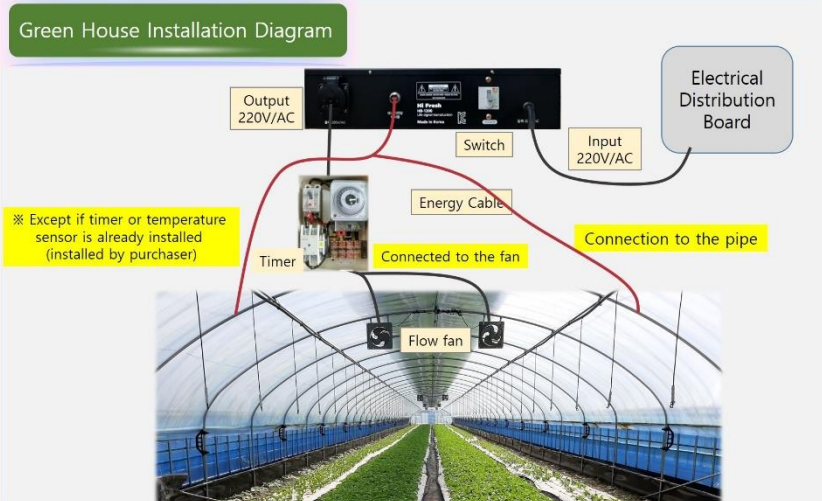 Green House Installation Diagram
Output
220V/AC
Hi Fresh
HS-1200
Made in Korea
Switch
Input
220V/AC
Electrical
Distribution
Board
Energy Cable
※ Except if timer or temperature
sensor is already installed
(installed by purchaser)
Timer
Connected to the fan
Connection to the pipe
Flow fan